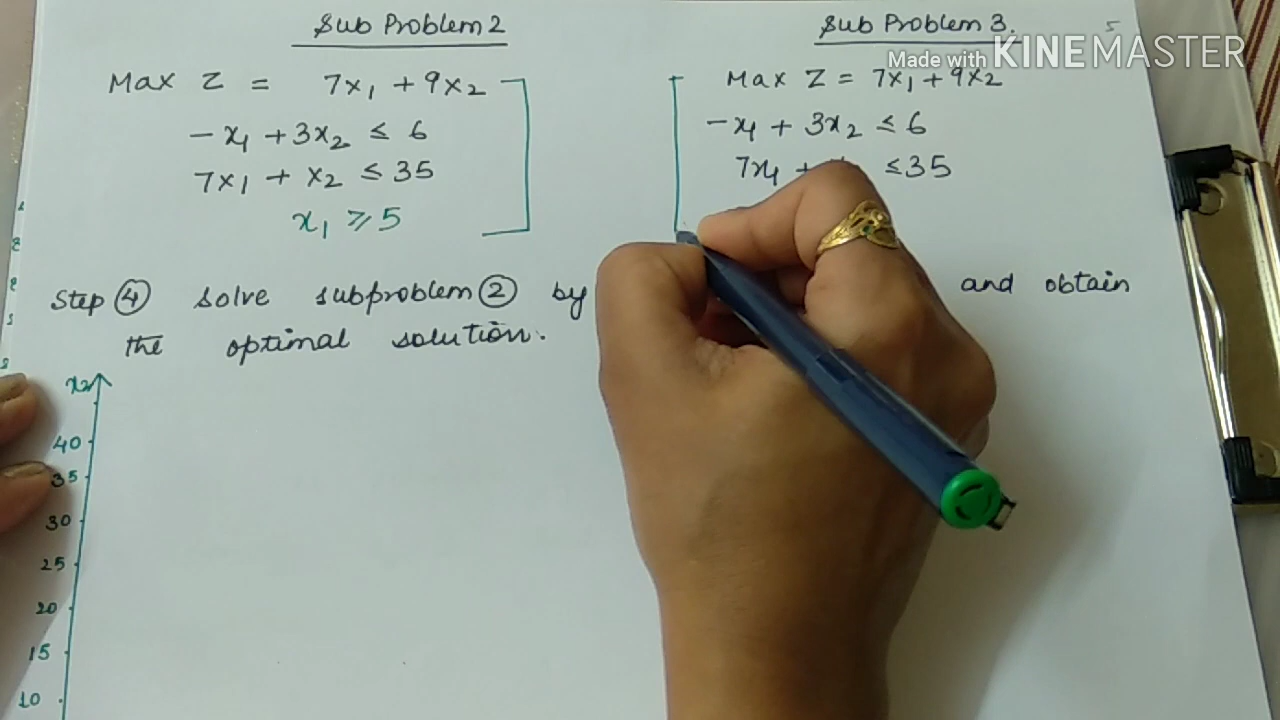 Sub Problem 2
Max Z = 7x₁ + 9x₂
-x₁ + 3x₂ ≤ 6
7x₁ + x₂ ≤ 35
x₁ ≥ 5
Sub Problem 3.
5
Made with KINEMASTER
Max Z = 7x₁ + 9x₂
-x₁ + 3x₂ ≤ 6
7x₁ + ≤ 35
Step ④ Solve subproblem ② by and obtain
the optimal solution.
x₂
40
35
30
25
20
15
10